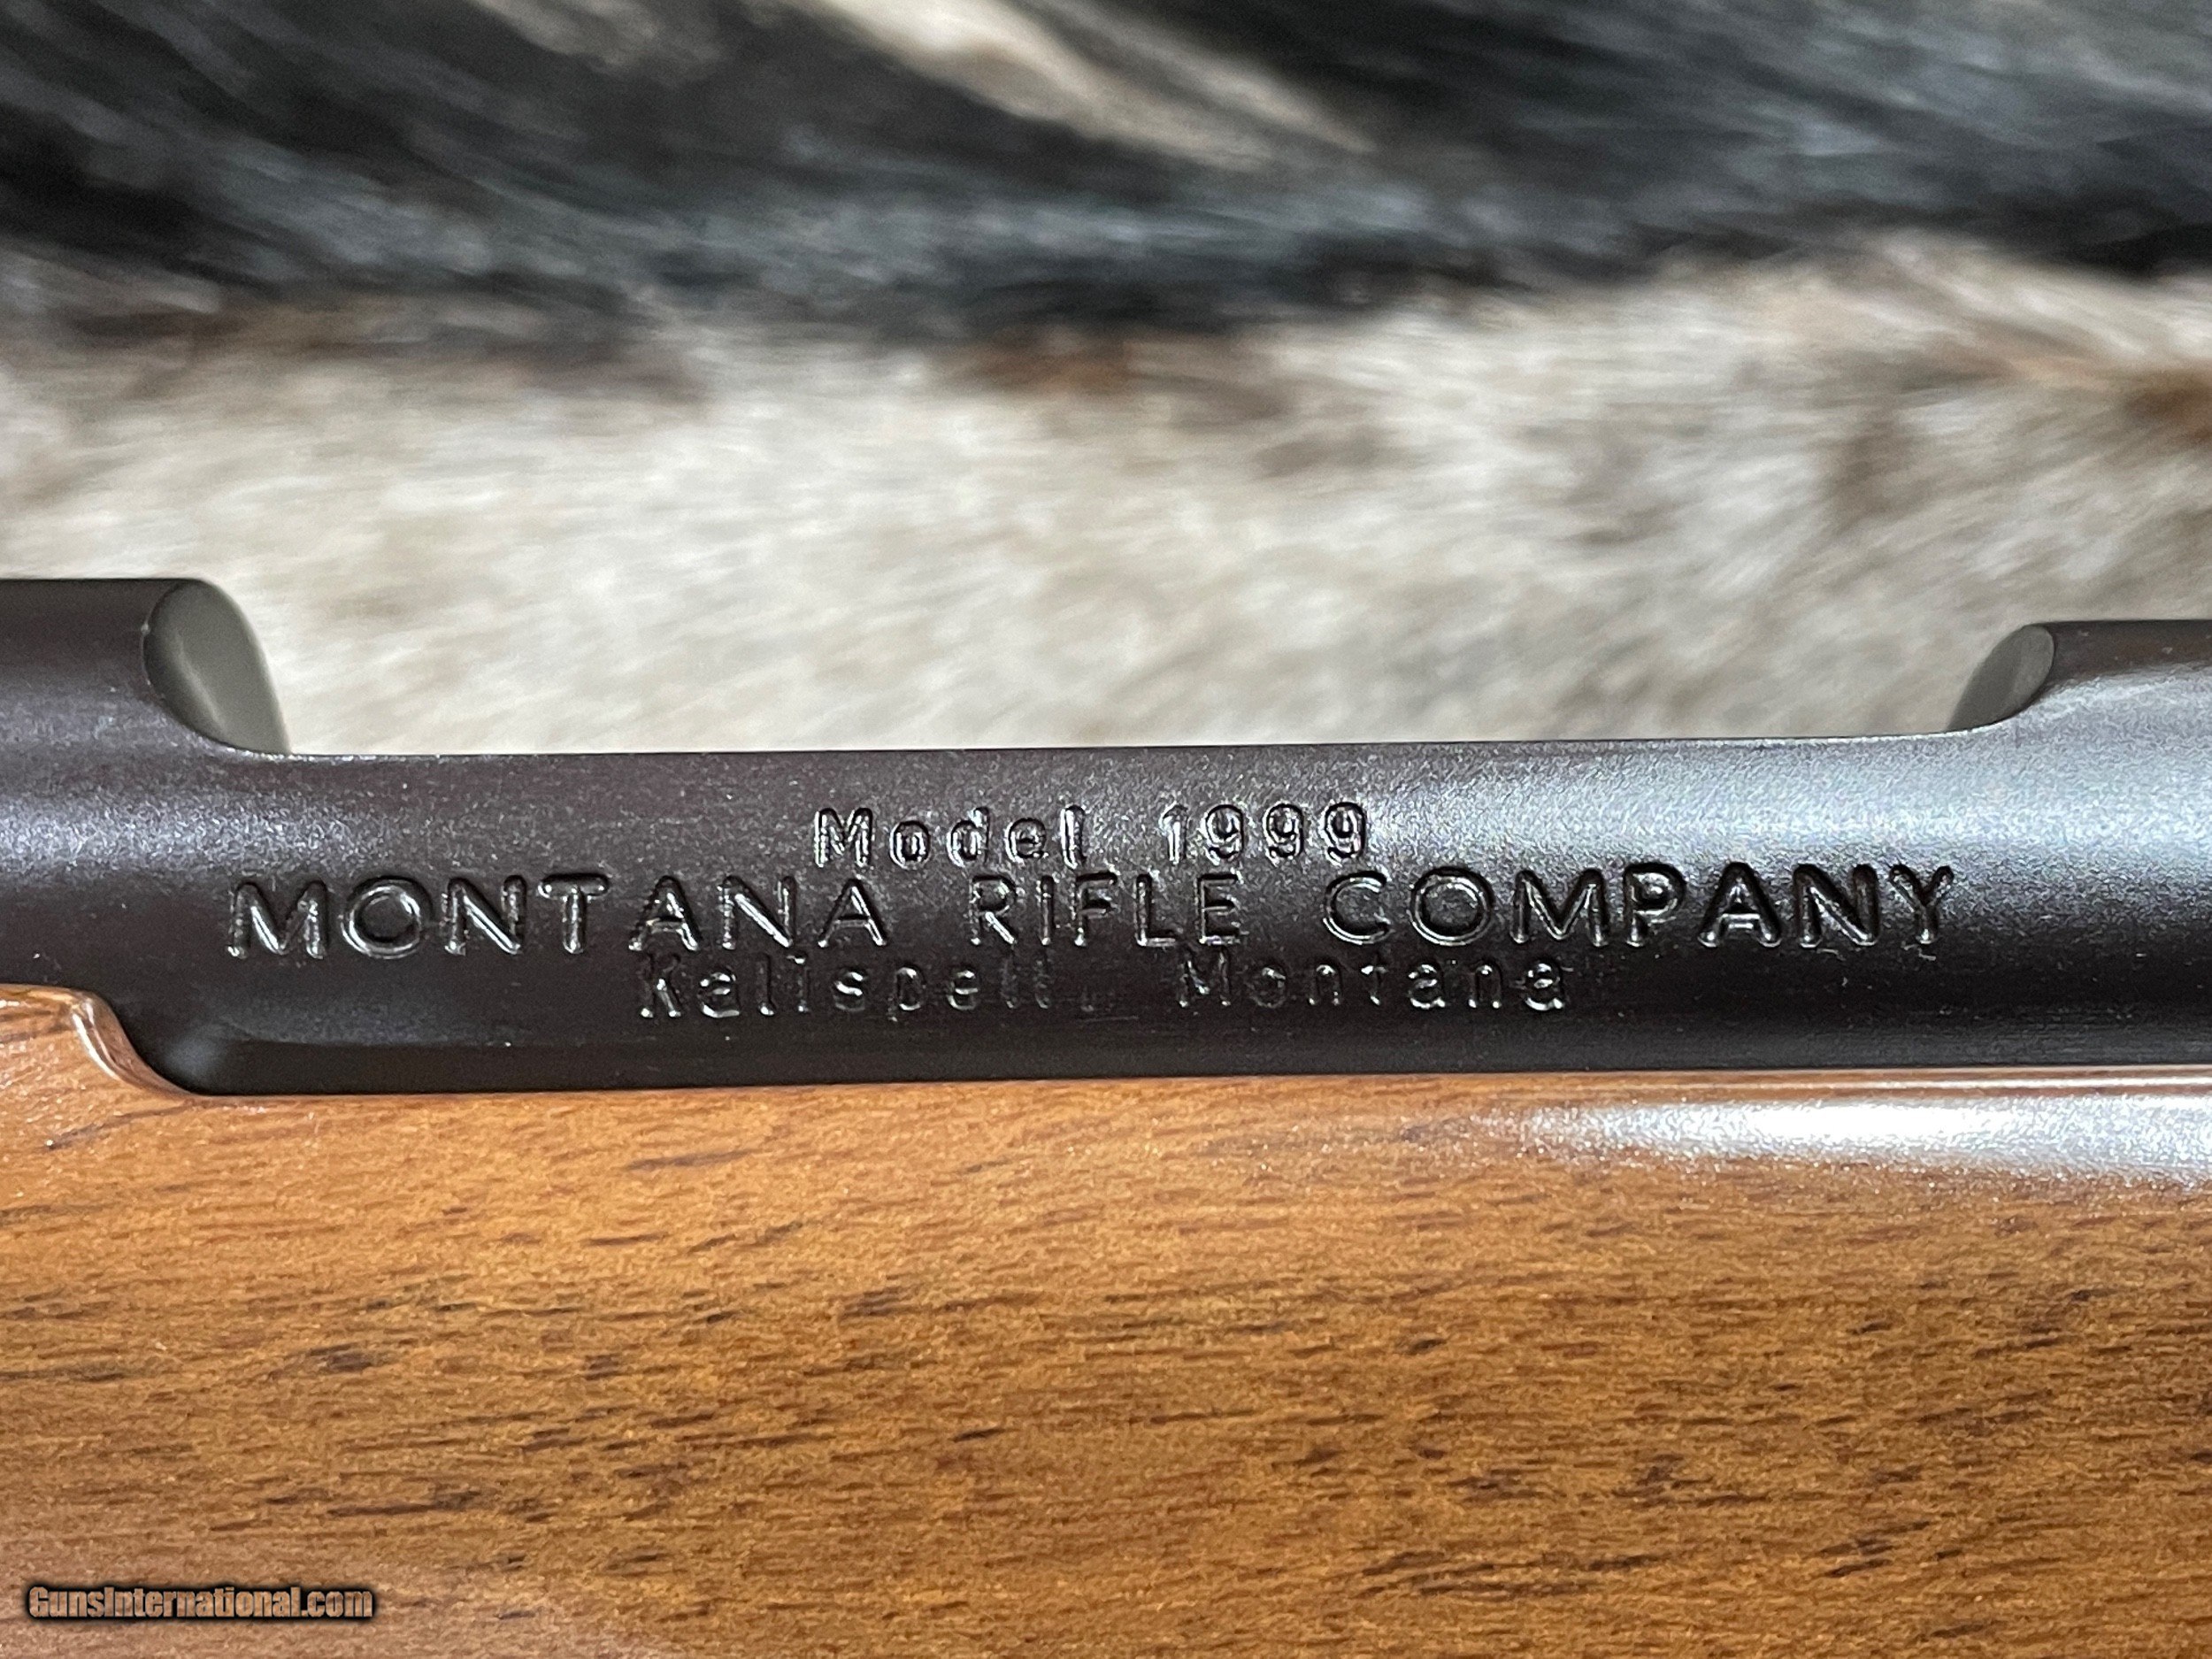 Model 1999
MONTANA RIFLE COMPANY
Kalispell, Montana
GunsInternational.com